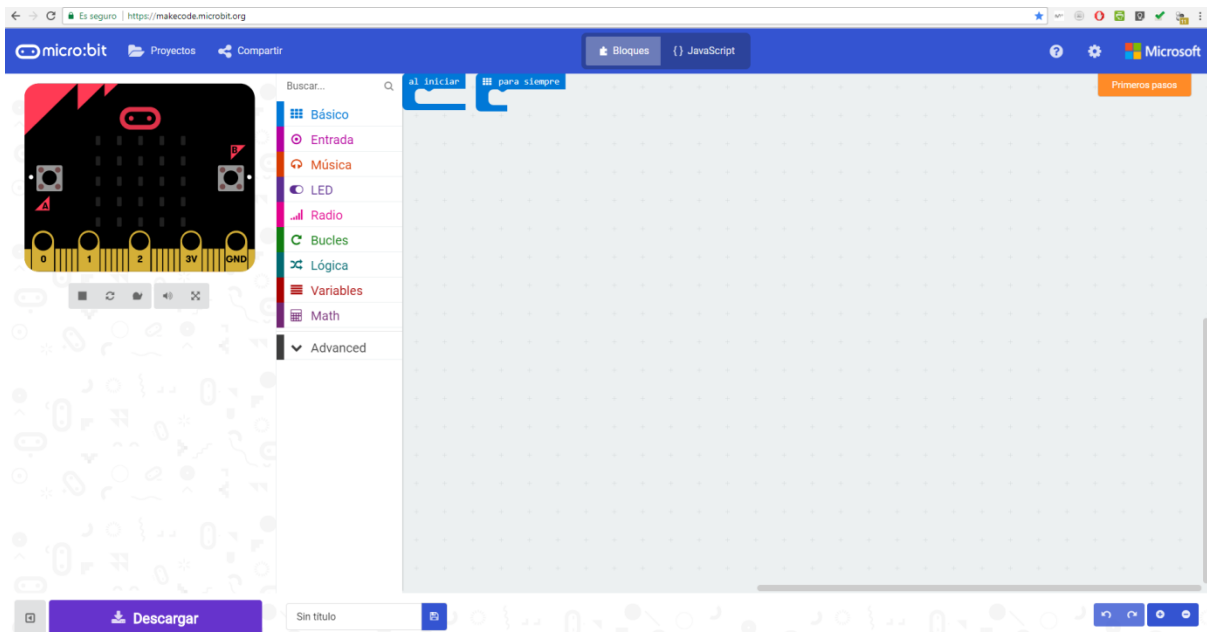 Es seguro | https://makecode.microbit.org
micro:bit Proyectos Compartir Bloques {} JavaScript Microsoft
Buscar...
al iniciar
para siempre
Primeros pasos
Básico
Entrada
Música
LED
Radio
Bucles
Lógica
Variables
Math
Advanced
B
A
0 1 2 3V GND
Descargar
Sin título